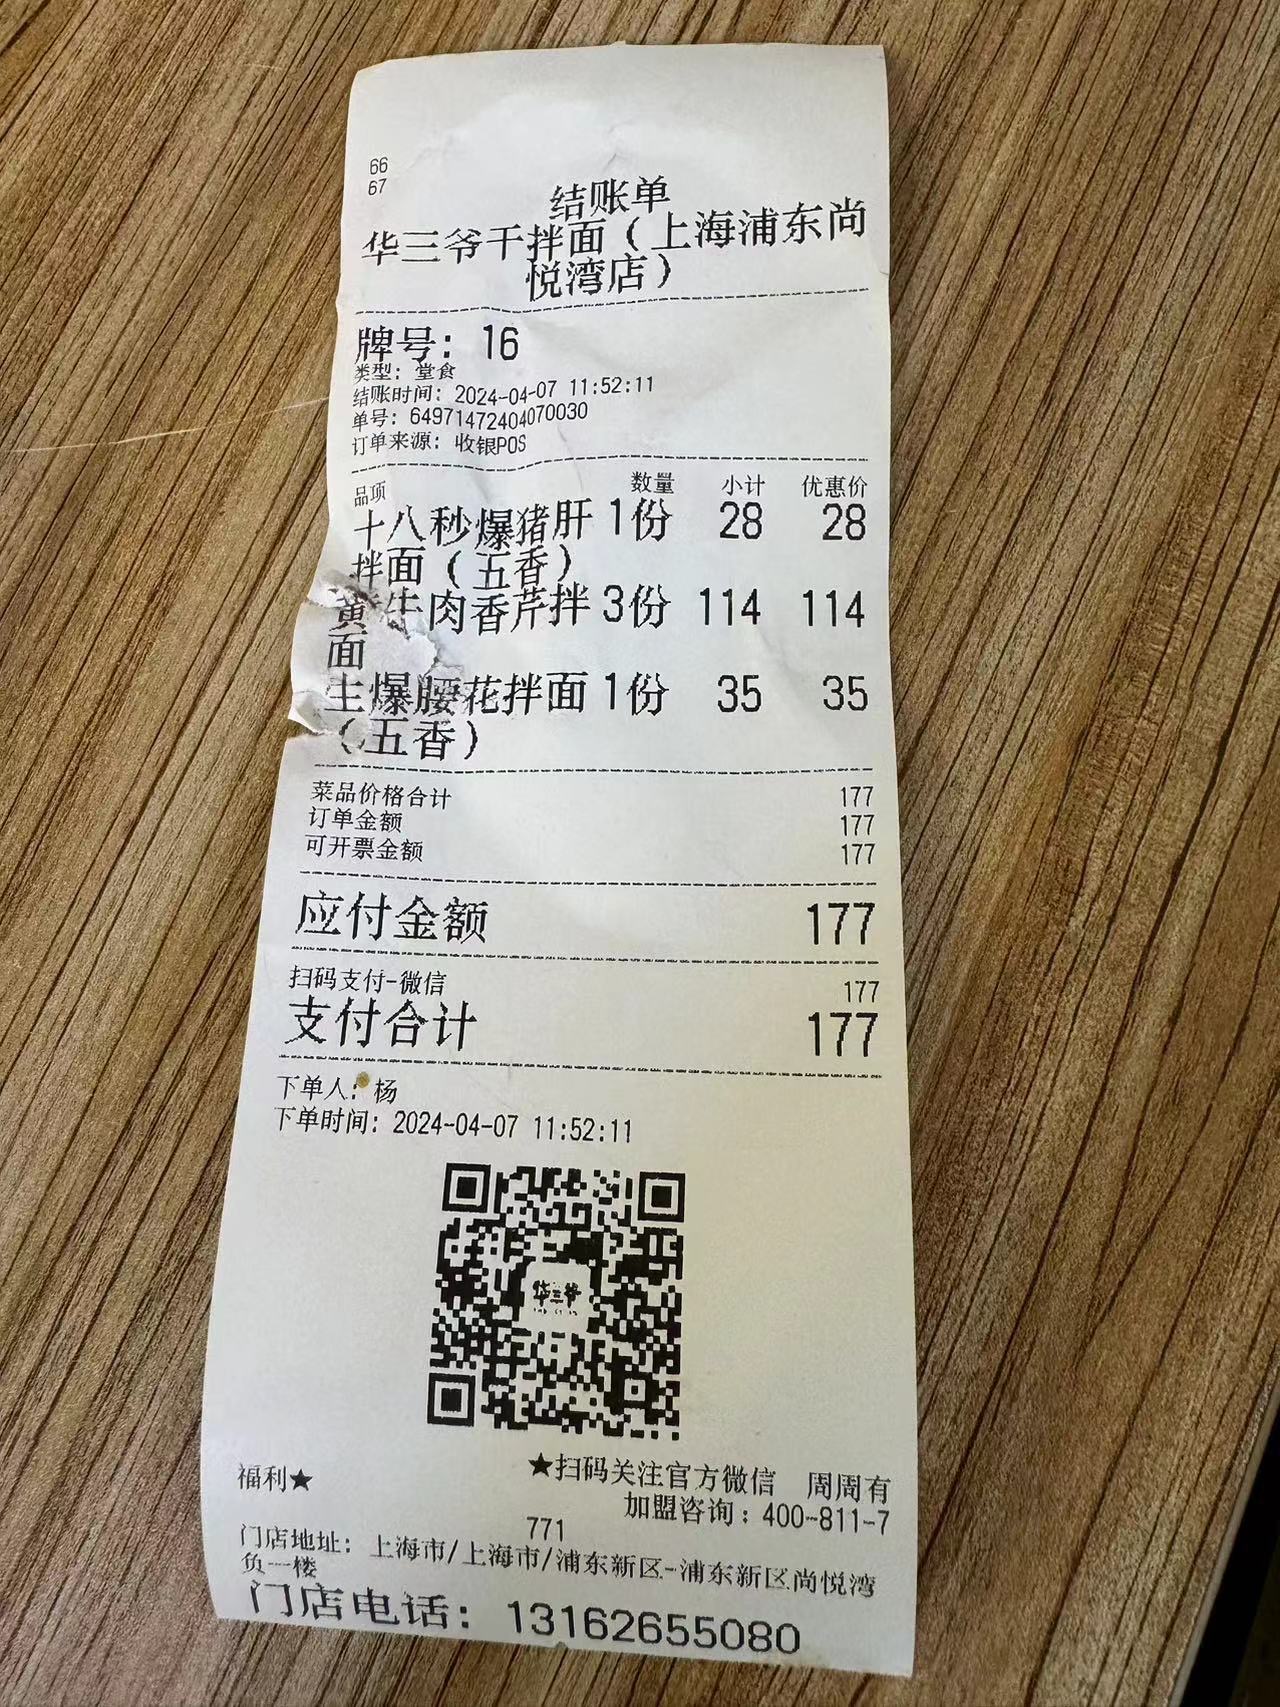 66
67
结账单
华三爷干拌面（上海浦东尚
悦湾店）
牌号: 16
类型: 堂食
结账时间: 2024-04-07 11:52:11
单号: 64971472404070030
订单来源: 收银POS
品项 数量 小计 优惠价
十八秒爆猪肝 1份 28 28
拌面（五香）
黄牛肉香芹拌 3份 114 114
面
生爆腰花拌面 1份 35 35
（五香）
菜品价格合计 177
订单金额 177
可开票金额 177
应付金额 177
扫码支付-微信 177
支付合计 177
下单人: 杨
下单时间: 2024-04-07 11:52:11
华三爷
★扫码关注官方微信 周周有
福利★
加盟咨询: 400-811-7
771
门店地址: 上海市/上海市/浦东新区-浦东新区尚悦湾
负一楼
门店电话: 13162655080